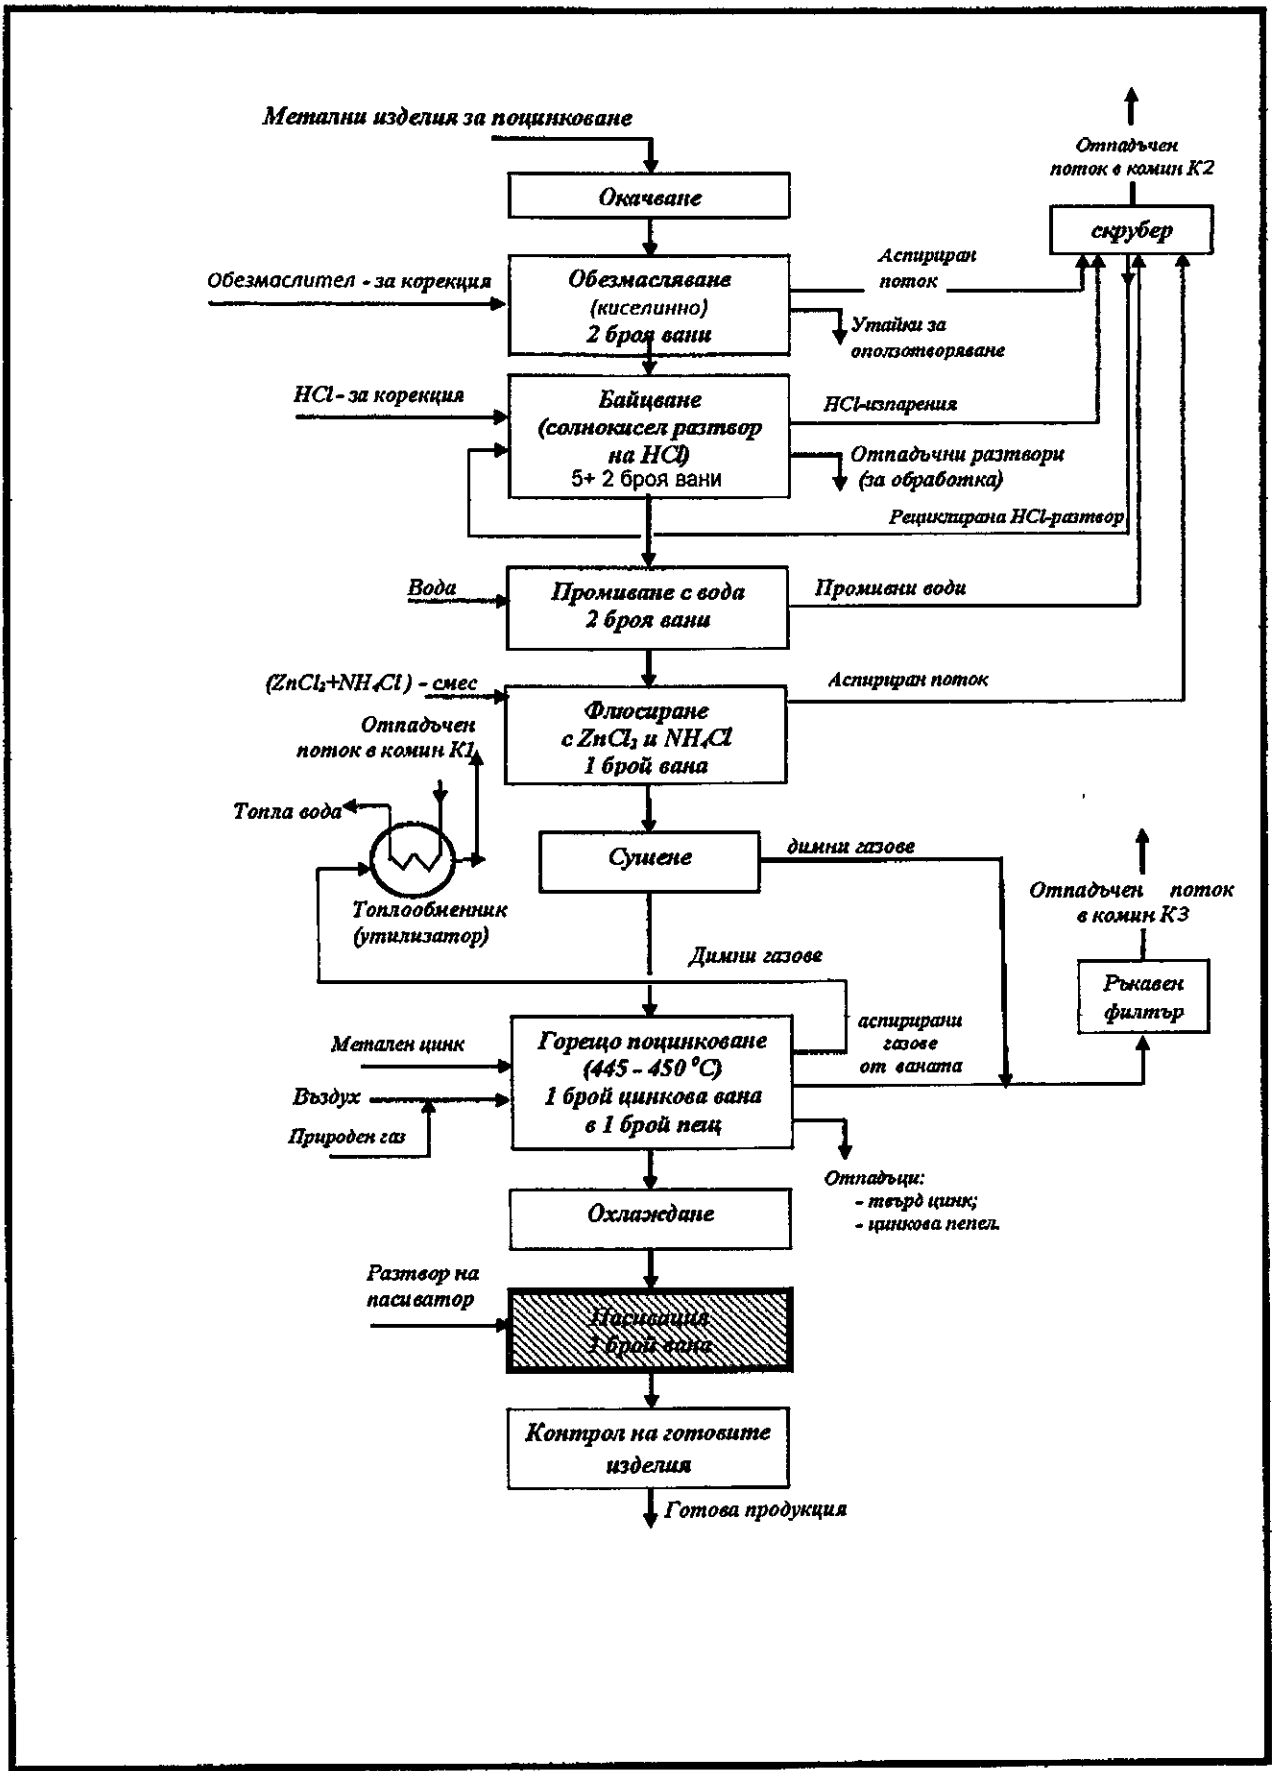 Метални изделия за поцинковане
Отпадъчен
поток в комин К2
Окачване
скрубер
Обезмаслител - за корекция
Обезмасляване
(киселинно)
2 броя вани
Аспириран
поток
Утайки за
оползотворяване
HCl - за корекция
Байцване
(солнокисел разтвор
на HCl)
5+ 2 броя вани
HCl-изпарения
Отпадъчни разтвори
(за обработка)
Рециклирана HCl-разтвор
Вода
Промиване с вода
2 броя вани
Промивни води
(ZnCl₂+NH₄Cl) - смес
Флюсиране
с ZnCl₂ и NH₄Cl
1 брой вана
Аспириран поток
Отпадъчен
поток в комин К1
Топла вода
Сушене
димни газове
Топлообменник
(утилизатор)
Отпадъчен поток
в комин К3
Димни газове
Ръкавен
филтър
Метален цинк
Въздух
Природен газ
Горещо поцинковане
(445 - 450 °C)
1 брой цинкова вана
в 1 брой пещ
аспирирани
газове
от ваната
Отпадъци:
- твърд цинк;
- цинкова пепел.
Охлаждане
Разтвор на
пасиватор
Пасивация
1 брой вана
Контрол на готовите
изделия
Готова продукция